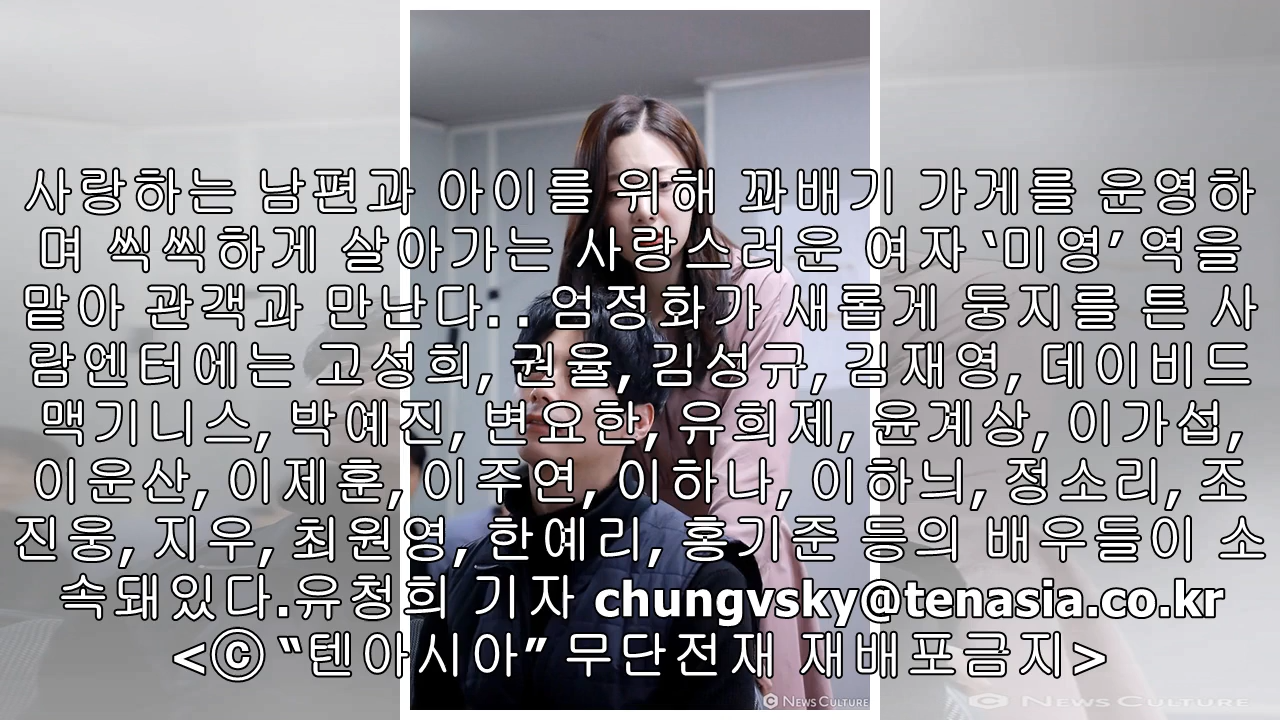 사랑하는 남편과 아이를 위해 꽈배기 가게를 운영하
며 씩씩하게 살아가는 사랑스러운 여자 ‘미영’ 역을
맡아 관객과 만난다. . 엄정화가 새롭게 둥지를 튼 사
람엔터에는 고성희, 권율, 김성규, 김재영, 데이비드
맥기니스, 박예진, 변요한, 유희제, 윤계상, 이가섭,
이운산, 이제훈, 이주연, 이하나, 이하늬, 정소리, 조
진웅, 지우, 최원영, 한예리, 홍기준 등의 배우들이 소
속돼있다.유청희 기자 chungvsky@tenasia.co.kr
<ⓒ “텐아시아” 무단전재 재배포금지>
© NEWS CULTURE
© NEWS CULTURE